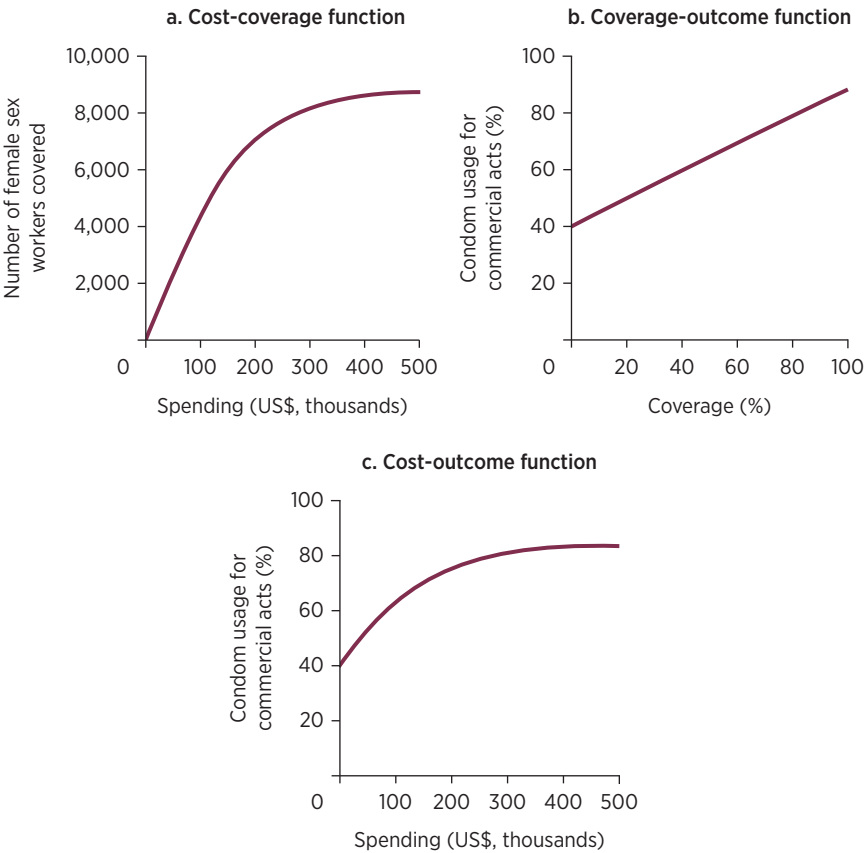 a. Cost-coverage function
Number of female sex
workers covered
10,000
8,000
6,000
4,000
2,000
0
100 200 300 400 500
Spending (US$, thousands)
b. Coverage-outcome function
Condom usage for
commercial acts (%)
100
80
60
40
20
0
20 40 60 80 100
Coverage (%)
c. Cost-outcome function
Condom usage for
commercial acts (%)
100
80
60
40
20
0
100 200 300 400 500
Spending (US$, thousands)